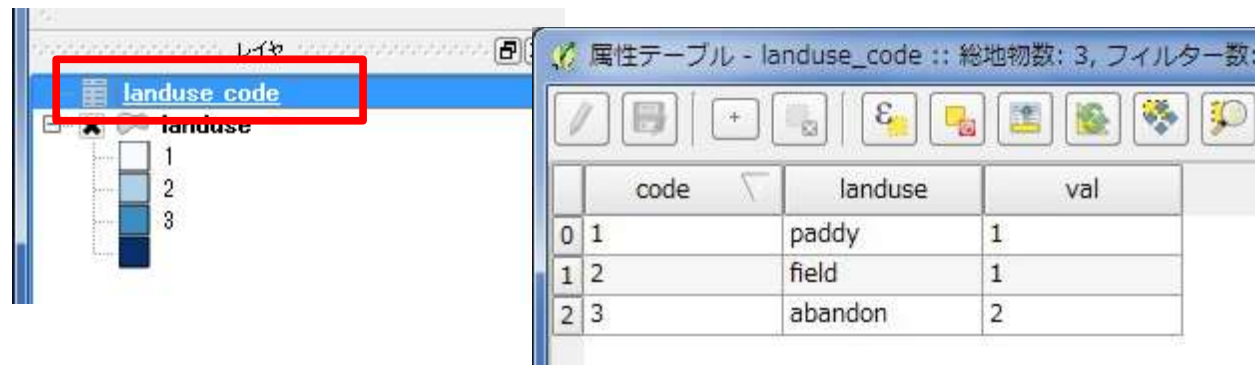 レイヤ
landuse_code
landuse
1
2
3
属性テーブル - landuse_code :: 総地物数: 3, フィルター数:
ε
code landuse val
0 1 paddy 1
1 2 field 1
2 3 abandon 2